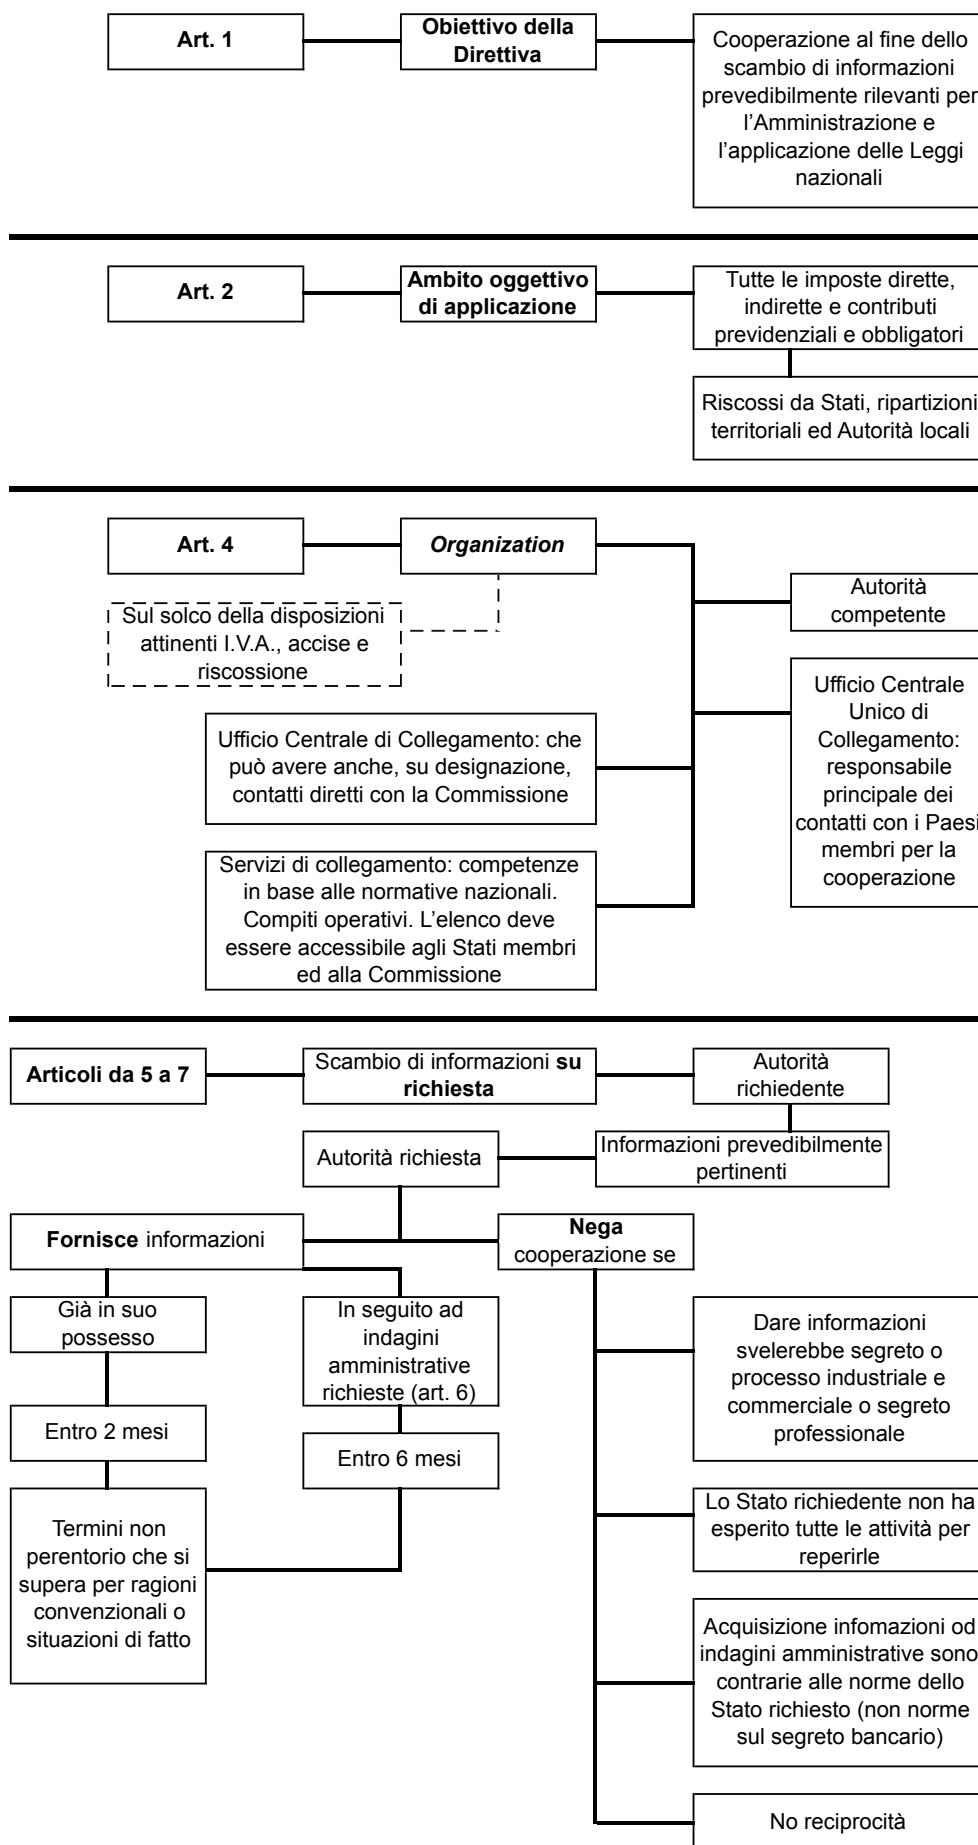 Art. 1
Obiettivo della
Direttiva
Cooperazione al fine dello
scambio di informazioni
prevedibilmente rilevanti per
l’Amministrazione e
l’applicazione delle Leggi
nazionali
Art. 2
Ambito oggettivo
di applicazione
Tutte le imposte dirette,
indirette e contributi
previdenziali e obbligatori
Riscossi da Stati, ripartizioni
territoriali ed Autorità locali
Art. 4
Organization
Sul solco della disposizioni
attinenti I.V.A., accise e
riscossione
Autorità
competente
Ufficio Centrale
Unico di
Collegamento:
responsabile
principale dei
contatti con i Paesi
membri per la
cooperazione
Ufficio Centrale di Collegamento: che
può avere anche, su designazione,
contatti diretti con la Commissione
Servizi di collegamento: competenze
in base alle normative nazionali.
Compiti operativi. L’elenco deve
essere accessibile agli Stati membri
ed alla Commissione
Articoli da 5 a 7
Scambio di informazioni su
richiesta
Autorità
richiedente
Informazioni prevedibilmente
pertinenti
Autorità richiesta
Fornisce informazioni
Nega
cooperazione se
Già in suo
possesso
In seguito ad
indagini
amministrative
richieste (art. 6)
Entro 2 mesi
Entro 6 mesi
Termini non
perentorio che si
supera per ragioni
convenzionali o
situazioni di fatto
Dare informazioni
svelerebbe segreto o
processo industriale e
commerciale o segreto
professionale
Lo Stato richiedente non ha
esperito tutte le attività per
reperirle
Acquisizione infomazioni od
indagini amministrative sono
contrarie alle norme dello
Stato richiesto (non norme
sul segreto bancario)
No reciprocità